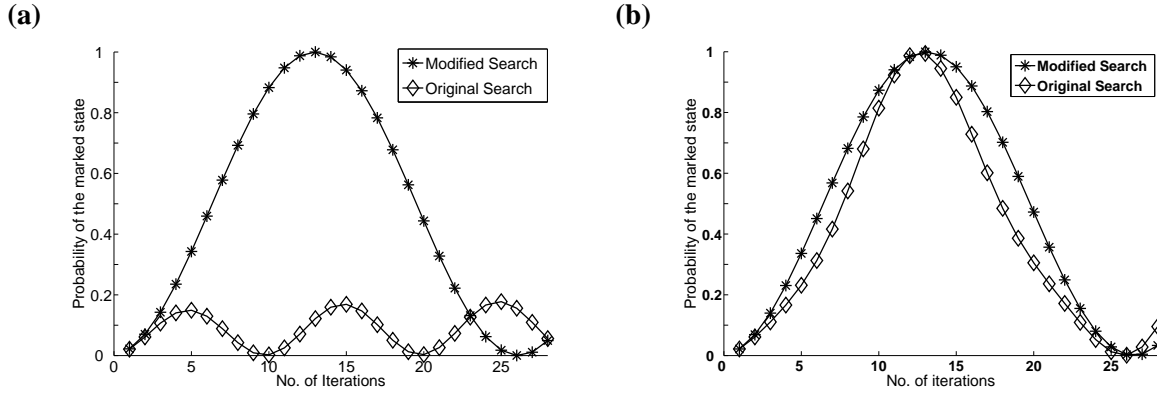 (a)
Modified Search
Original Search
Probability of the marked state
1
0.8
0.6
0.4
0.2
0
0 5 10 15 20 25
No. of Iterations
(b)
Modified Search
Original Search
Probability of the marked state
1
0.8
0.6
0.4
0.2
0
0 5 10 15 20 25
No. of iterations